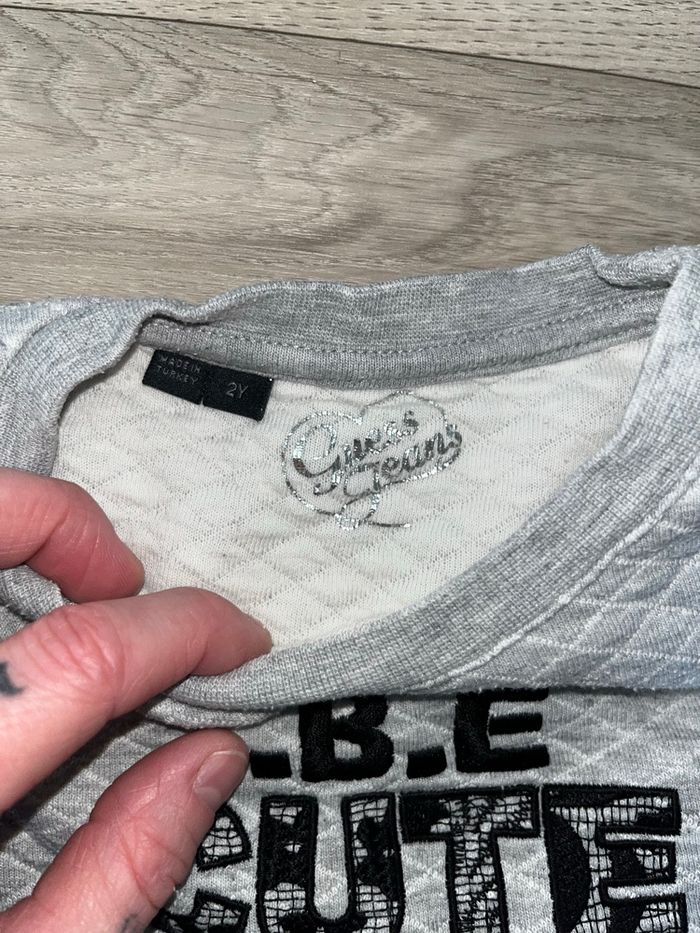 MADE IN
TURKEY
2Y
Guess
Jeans
.B.E
CUTE